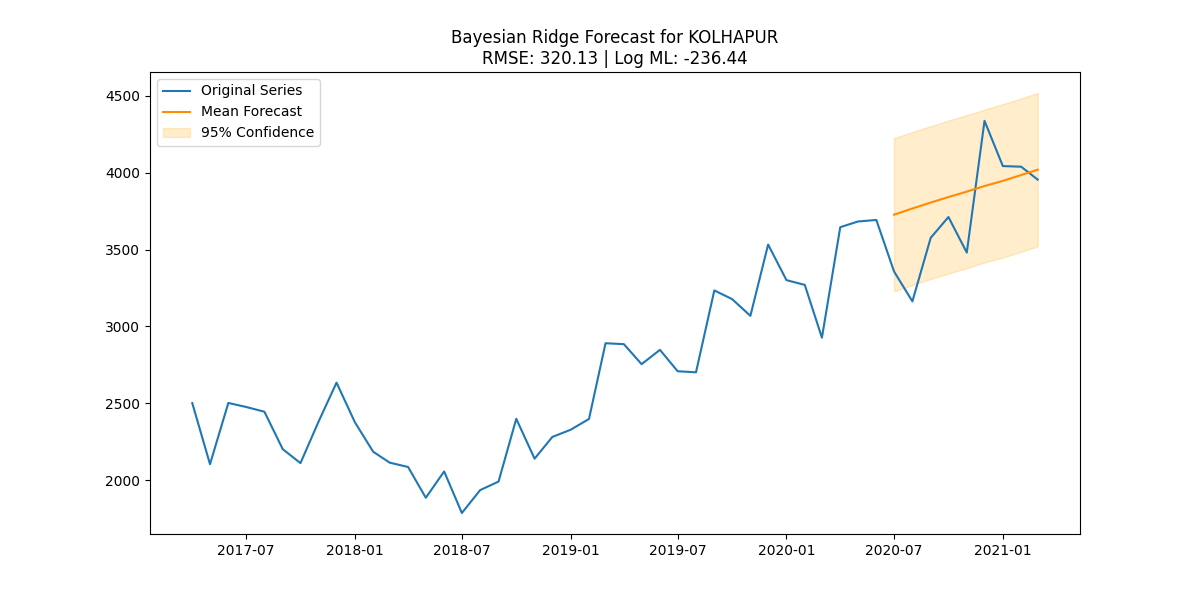 Bayesian Ridge Forecast for KOLHAPUR
RMSE: 320.13 | Log ML: -236.44
Original Series
Mean Forecast
95% Confidence
4500
4000
3500
3000
2500
2000
2017-07 2018-01 2018-07 2019-01 2019-07 2020-01 2020-07 2021-01